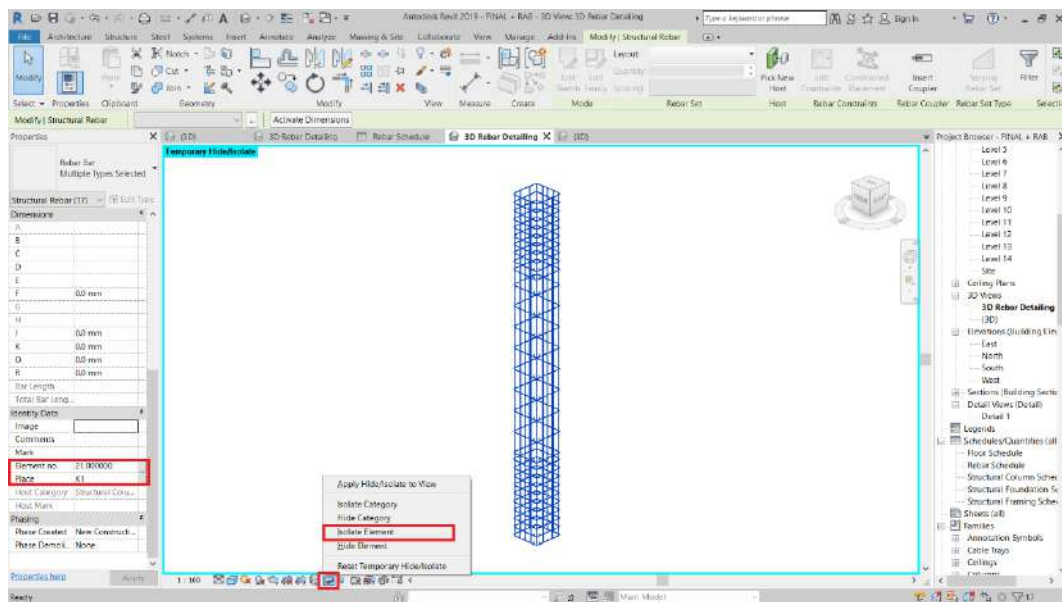 Autodesk Revit 2019 - FINAL + RAB - 3D View: 3D Rebar Detailing
Type a keyword or phrase
Sign In
File Architecture Structure Steel Systems Insert Annotate Analyze Massing & Site Collaborate View Manage Add-Ins Modify | Structural Rebar
Modify
Notch
Cut
Join
Layout:
Quantity:
Pick New Host
Insert Coupler
Filter
Select Properties Clipboard Geometry Modify View Measure Create Mode Rebar Set Host Rebar Constraints Rebar Coupler Rebar Set Type Selecti
Modify | Structural Rebar
Activate Dimensions
Properties
(3D)
3D Rebar Detailing
Rebar Schedule
3D Rebar Detailing
(3D)
Project Browser - FINAL + RAB
Temporary Hide/Isolate
Rebar Bar
Multiple Types Selected
Structural Rebar (17)
Edit Type
Dimensions
A
B
C
D
E
F 0.0 mm
G
H
J 0.0 mm
K 0.0 mm
O 0.0 mm
R 0.0 mm
Bar Length
Total Bar Leng...
Identity Data
Image
Comments
Mark
Element no. 21.000000
Place K1
Host Category Structural Colu...
Host Mark
Phasing
Phase Created New Constructi...
Phase Demoli... None
Properties help
Apply
Apply Hide/Isolate to View
Isolate Category
Hide Category
Isolate Element
Hide Element
Reset Temporary Hide/Isolate
1 : 100
Level 5
Level 6
Level 7
Level 8
Level 9
Level 10
Level 11
Level 12
Level 13
Level 14
Site
Ceiling Plans
3D Views
3D Rebar Detailing
(3D)
Elevations (Building Elev
East
North
South
West
Sections (Building Sectio
Detail Views (Detail)
Detail 1
Legends
Schedules/Quantities (all
Floor Schedule
Rebar Schedule
Structural Column Sched
Structural Foundation Sc
Structural Framing Sched
Sheets (all)
Families
Annotation Symbols
Cable Trays
Ceilings
Columns
Ready
Main Model
:17